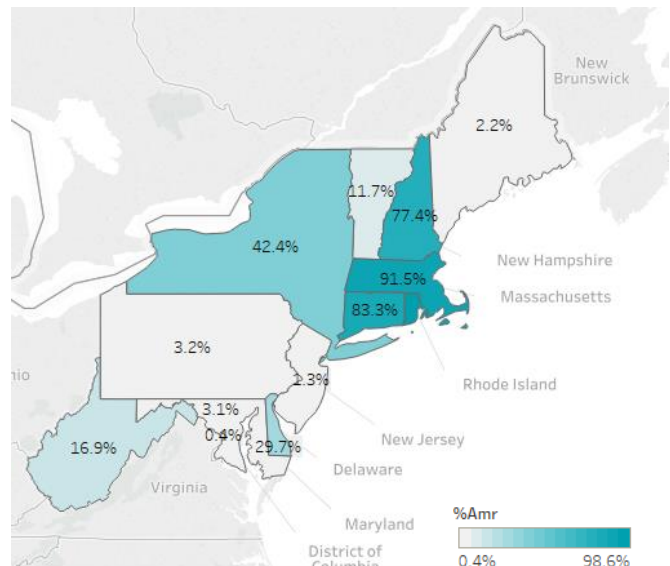 New
Brunswick
2.2%
11.7%
77.4%
42.4%
New Hampshire
91.5%
Massachusetts
83.3%
3.2%
Rhode Island
2.3%
3.1%
0.4%
New Jersey
16.9%
29.7%
Delaware
Virginia
Maryland
District of
%Amr
0.4%
98.6%